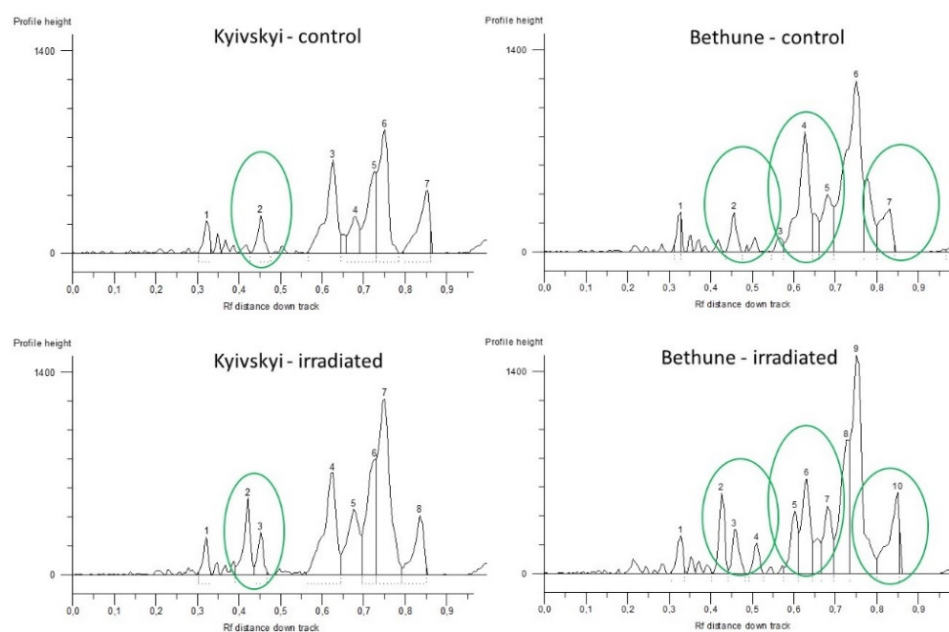 Profile height
Kyivskyi - control
1400
6
3
5
7
4
1
2
0
0,0 0,1 0,2 0,3 0,4 0,5 0,6 0,7 0,8 0,9
Rf distance down track
Profile height
Bethune - control
1400
6
4
5
7
1
2
3
0
0,0 0,1 0,2 0,3 0,4 0,5 0,6 0,7 0,8 0,9
Rf distance down track
Profile height
Kyivskyi - irradiated
1400
7
4
6
2
5
8
1
3
0
0,0 0,1 0,2 0,3 0,4 0,5 0,6 0,7 0,8 0,9
Rf distance down track
Profile height
Bethune - irradiated
9
1400
8
6
2
10
7
5
3
1
4
0
0,0 0,1 0,2 0,3 0,4 0,5 0,6 0,7 0,8 0,9
Rf distance down track